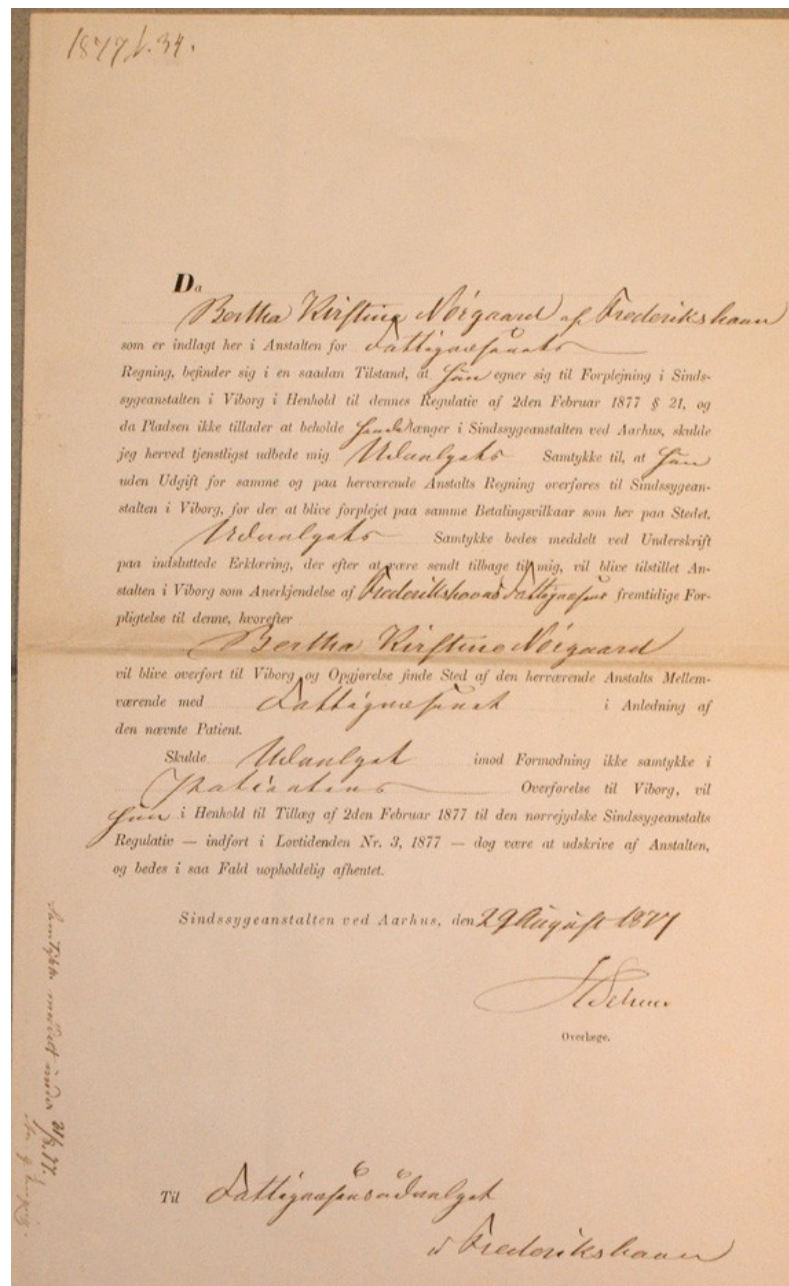 1877/f. 34.
Da
Bertha Kirstine Nörgaard af Frederikshavn
som er indlagt her i Anstalten for Fattigvæsenets
Regning, befinder sig i en saadan Tilstand, at hun egner sig til Forplejning i Sinds-
sygeanstalten i Viborg i Henhold til dennes Regulativ af 2den Februar 1877 § 21, og
da Pladsen ikke tillader at beholde hende længer i Sindssygeanstalten ved Aarhus, skulde
jeg herved tjenstligst udbede mig Udvalgets Samtykke til, at hun
uden Udgift for samme og paa herværende Anstalts Regning overføres til Sindssygean-
stalten i Viborg, for der at blive forplejet paa samme Betalingsvilkaar som her paa Stedet.
Udvalgets Samtykke bedes meddelt ved Underskrift
paa indsluttede Erklæring, der efter at være sendt tilbage til mig, vil blive tilstillet An-
stalten i Viborg som Anerkjendelse af Frederikshavns Fattigvæsens fremtidige For-
pligtelse til denne, hvorefter
Bertha Kirstine Nörgaard
vil blive overført til Viborg og Opgjørelse finde Sted af den herværende Anstalts Mellem-
værende med Fattigvæsenet i Anledning af
den nævnte Patient.
Skulde Udvalget imod Formodning ikke samtykke i
Patientens Overførelse til Viborg, vil
hun i Henhold til Tillæg af 2den Februar 1877 til den nørrejydske Sindssygeanstalts
Regulativ — indført i Lovtidenden Nr. 3, 1877 — dog være at udskrive af Anstalten,
og bedes i saa Fald uopholdelig afhentet.
Sindssygeanstalten ved Aarhus, den 29 August 1877
Overlæge.
Til Fattigvæsensudvalget
i Frederikshavn
Samtykke meddelt under 31/8 77.